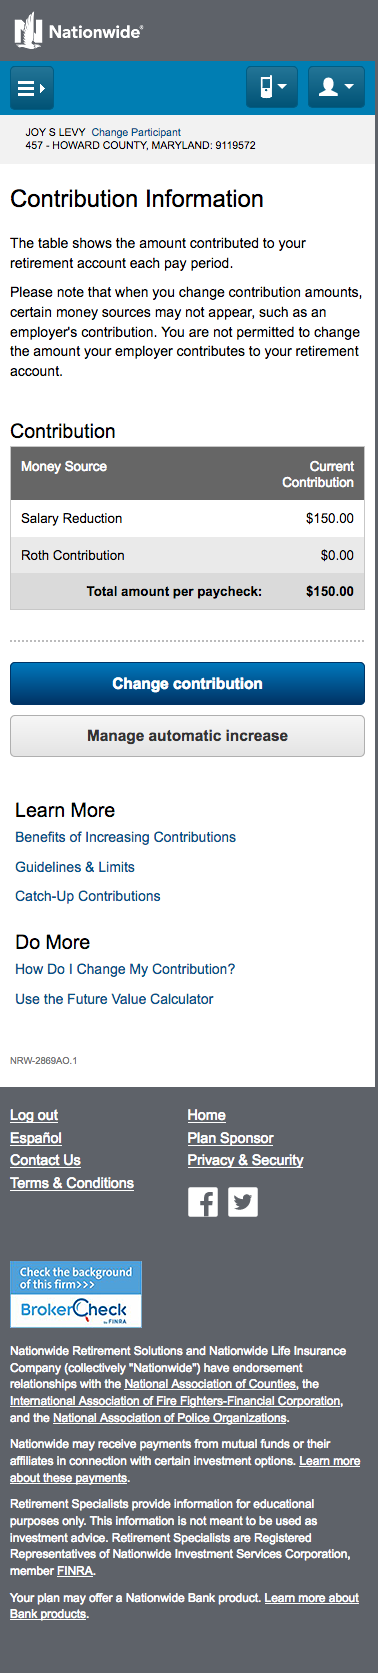 Nationwide®
JOY S LEVY Change Participant
457 - HOWARD COUNTY, MARYLAND: 9119572
Contribution Information
The table shows the amount contributed to your
retirement account each pay period.
Please note that when you change contribution amounts,
certain money sources may not appear, such as an
employer's contribution. You are not permitted to change
the amount your employer contributes to your retirement
account.
Contribution
Money Source Current
Contribution
Salary Reduction $150.00
Roth Contribution $0.00
Total amount per paycheck: $150.00
Change contribution
Manage automatic increase
Learn More
Benefits of Increasing Contributions
Guidelines & Limits
Catch-Up Contributions
Do More
How Do I Change My Contribution?
Use the Future Value Calculator
NRW-2869AO.1
Log out Home
Español Plan Sponsor
Contact Us Privacy & Security
Terms & Conditions
Check the background
of this firm>>>
BrokerCheck
by FINRA
Nationwide Retirement Solutions and Nationwide Life Insurance
Company (collectively "Nationwide") have endorsement
relationships with the National Association of Counties, the
International Association of Fire Fighters-Financial Corporation,
and the National Association of Police Organizations.
Nationwide may receive payments from mutual funds or their
affiliates in connection with certain investment options. Learn more
about these payments.
Retirement Specialists provide information for educational
purposes only. This information is not meant to be used as
investment advice. Retirement Specialists are Registered
Representatives of Nationwide Investment Services Corporation,
member FINRA.
Your plan may offer a Nationwide Bank product. Learn more about
Bank products.